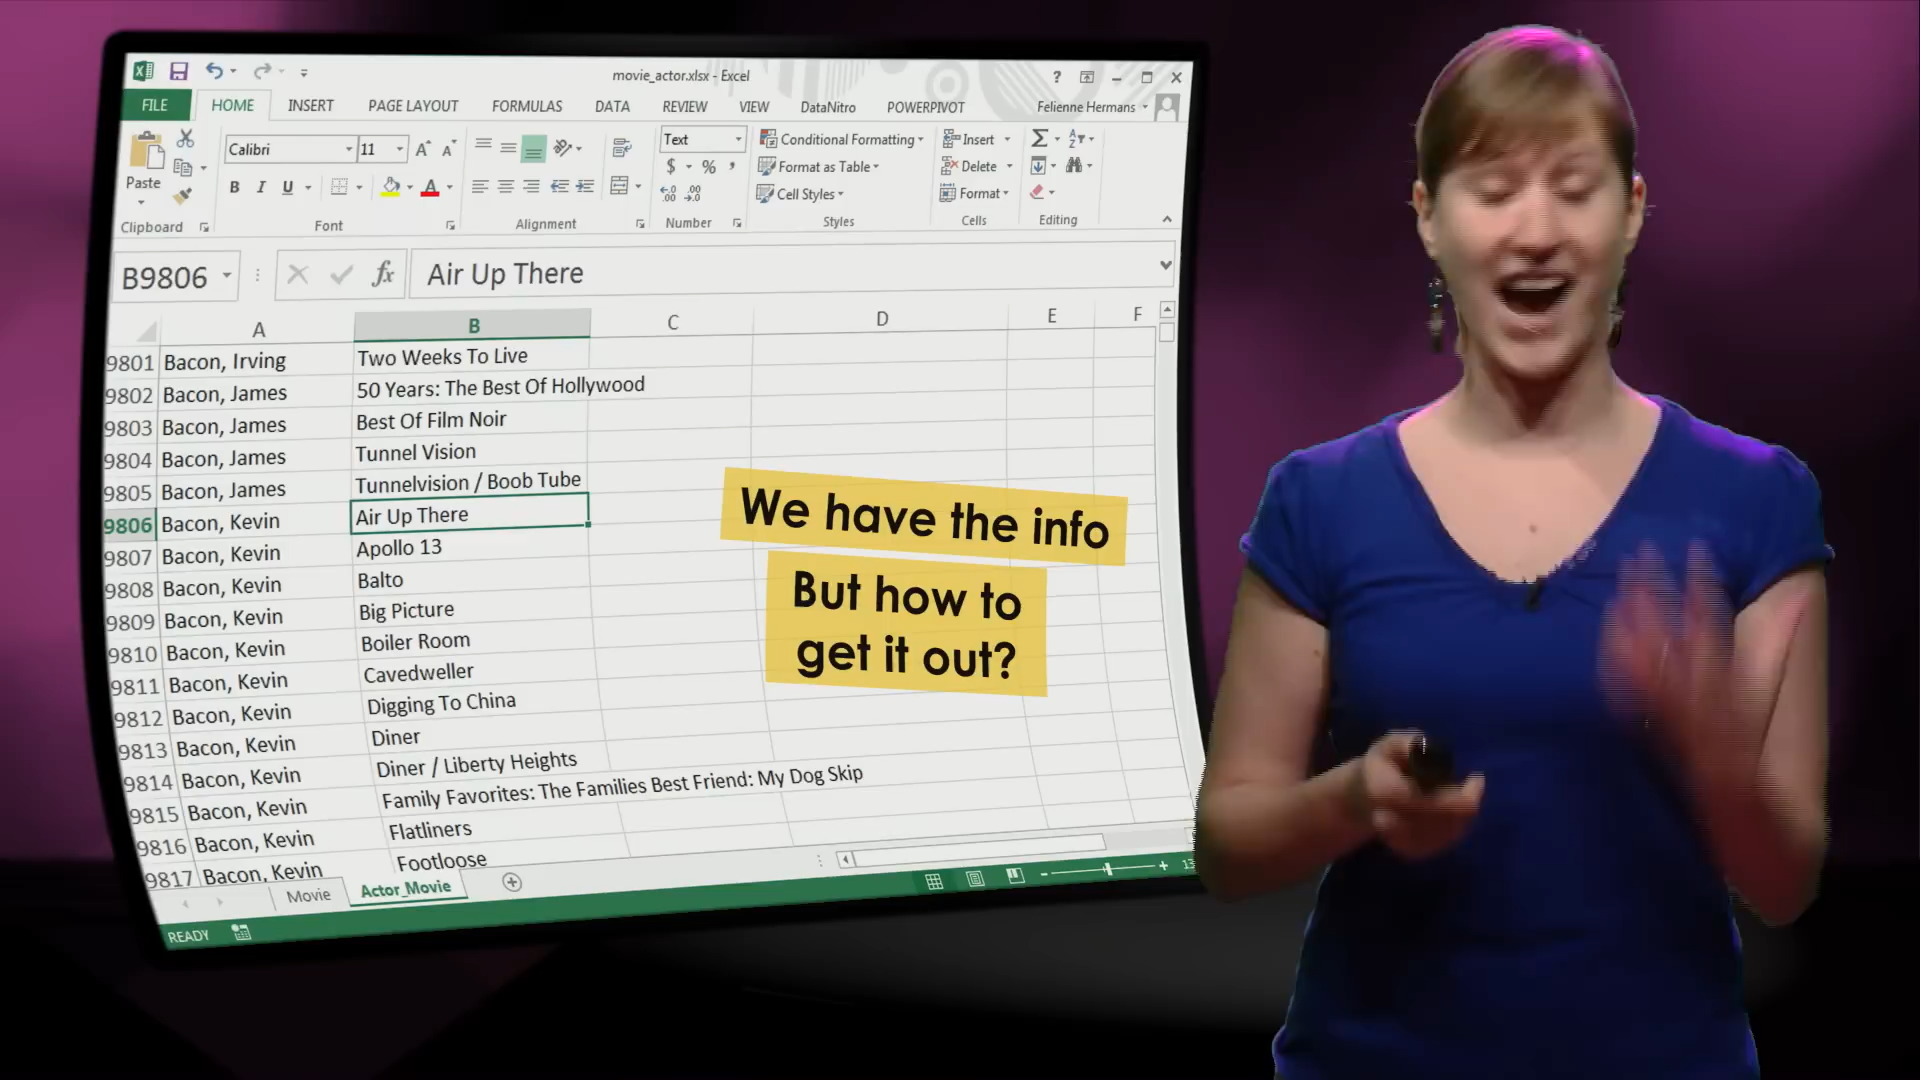 movie_actor.xlsx - Excel
?
FILE HOME INSERT PAGE LAYOUT FORMULAS DATA REVIEW VIEW DataNitro POWERPIVOT Felienne Hermans
Calibri 11 Text Conditional Formatting Insert
Paste $ % , Format as Table Delete
B I U A Cell Styles Format
Clipboard Font Alignment Number Styles Cells Editing
B9806 fx Air Up There
A B C D E F
9801 Bacon, Irving Two Weeks To Live
9802 Bacon, James 50 Years: The Best Of Hollywood
9803 Bacon, James Best Of Film Noir
9804 Bacon, James Tunnel Vision
9805 Bacon, James Tunnelvision / Boob Tube
9806 Bacon, Kevin Air Up There
9807 Bacon, Kevin Apollo 13
9808 Bacon, Kevin Balto
9809 Bacon, Kevin Big Picture
9810 Bacon, Kevin Boiler Room
9811 Bacon, Kevin Cavedweller
9812 Bacon, Kevin Digging To China
9813 Bacon, Kevin Diner
9814 Bacon, Kevin Diner / Liberty Heights
9815 Bacon, Kevin Family Favorites: The Families Best Friend: My Dog Skip
9816 Bacon, Kevin Flatliners
9817 Bacon, Kevin Footloose
We have the info
But how to
get it out?
Movie Actor_Movie
READY